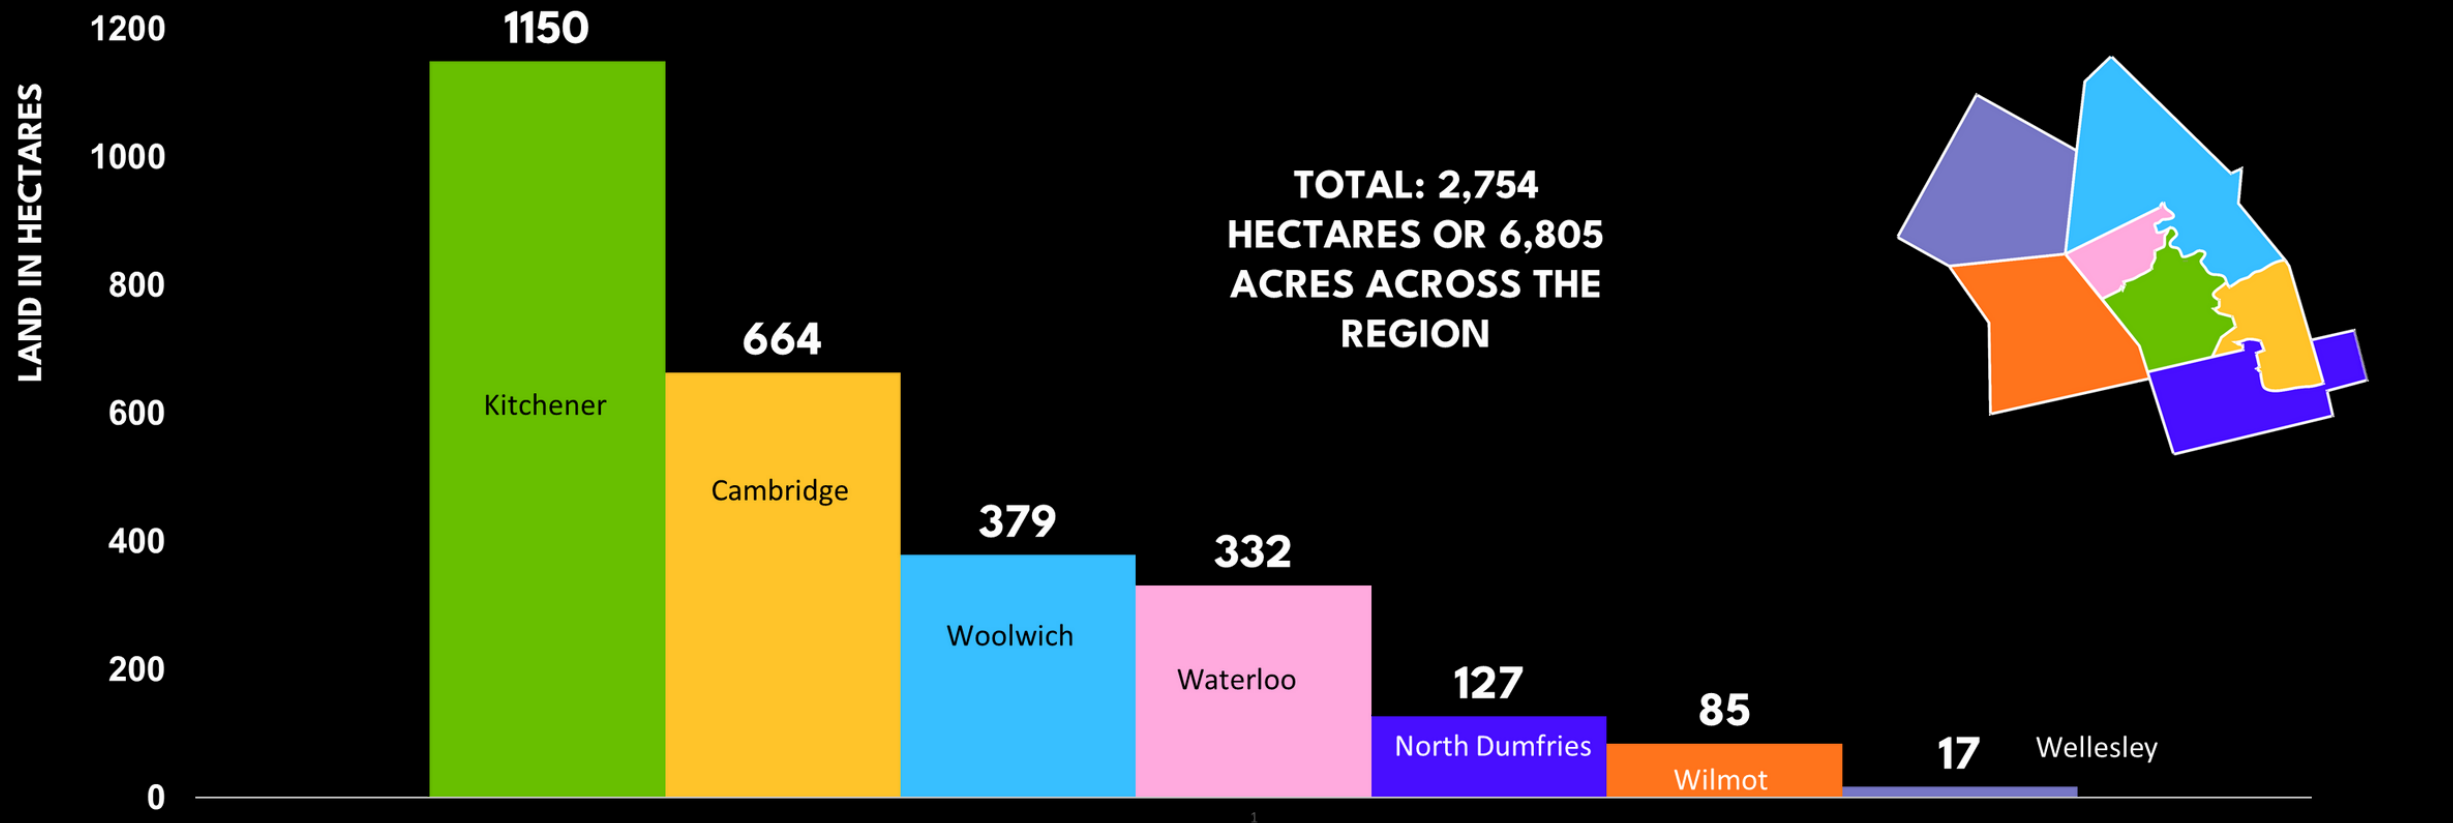 LAND IN HECTARES
1200
1000
800
600
400
200
0
1150
Kitchener
664
Cambridge
379
Woolwich
332
Waterloo
127
North Dumfries
85
Wilmot
17
Wellesley
TOTAL: 2,754
HECTARES OR 6,805
ACRES ACROSS THE
REGION
1